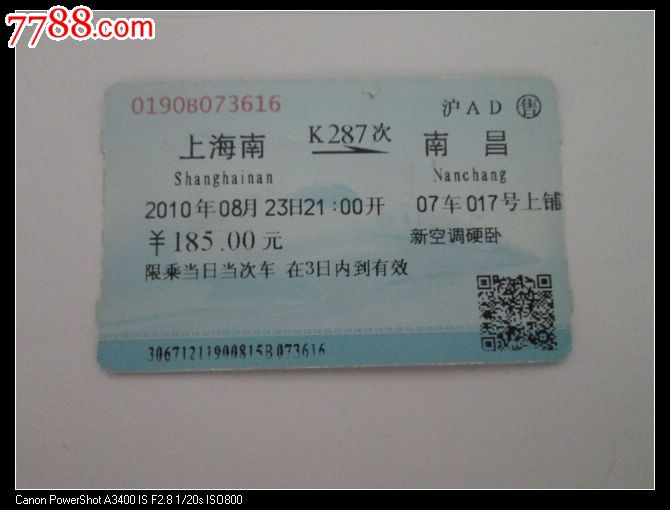 7788.com
0190B073616
沪A D 售
上海南 K287次 南昌
Shanghainan Nanchang
2010年08月23日21:00开 07车017号上铺
￥185.00元 新空调硬卧
限乘当日当次车 在3日内到有效
30671211900815B073616
Canon PowerShot A3400 IS F2.8 1/20s ISO800